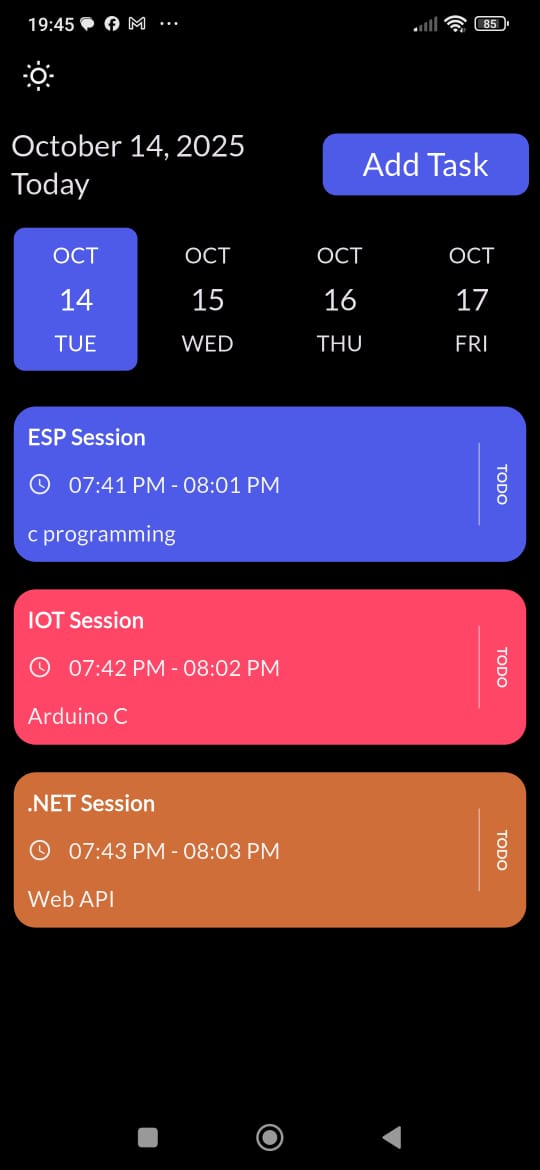 19:45
85
October 14, 2025
Today
Add Task
OCT
14
TUE
OCT
15
WED
OCT
16
THU
OCT
17
FRI
ESP Session
07:41 PM - 08:01 PM
c programming
TODO
IOT Session
07:42 PM - 08:02 PM
Arduino C
TODO
.NET Session
07:43 PM - 08:03 PM
Web API
TODO